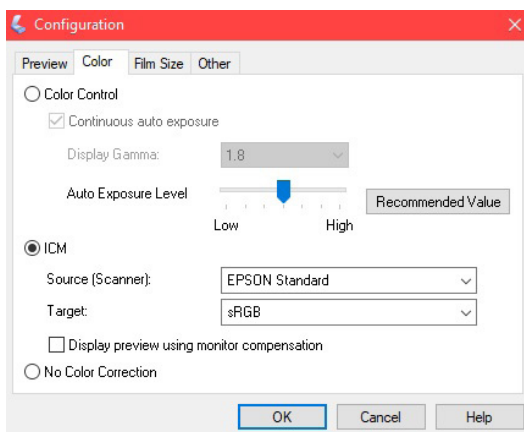 Configuration
Preview Color Film Size Other
Color Control
Continuous auto exposure
Display Gamma: 1.8
Auto Exposure Level
Recommended Value
Low High
ICM
Source (Scanner): EPSON Standard
Target: sRGB
Display preview using monitor compensation
No Color Correction
OK Cancel Help